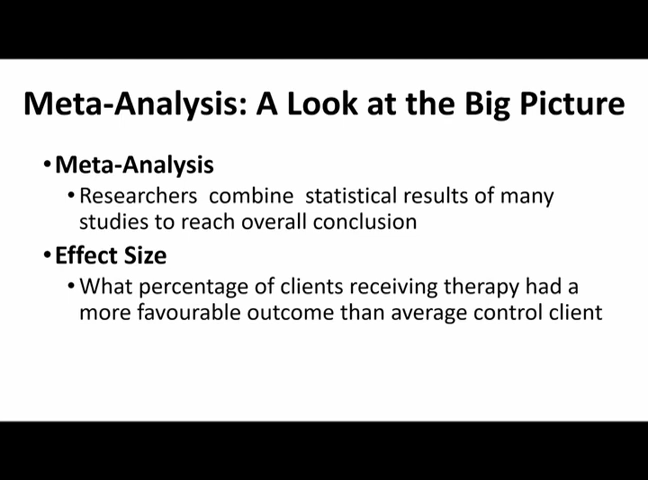 Meta-Analysis: A Look at the Big Picture
•Meta-Analysis
•Researchers combine statistical results of many
studies to reach overall conclusion
•Effect Size
•What percentage of clients receiving therapy had a
more favourable outcome than average control client